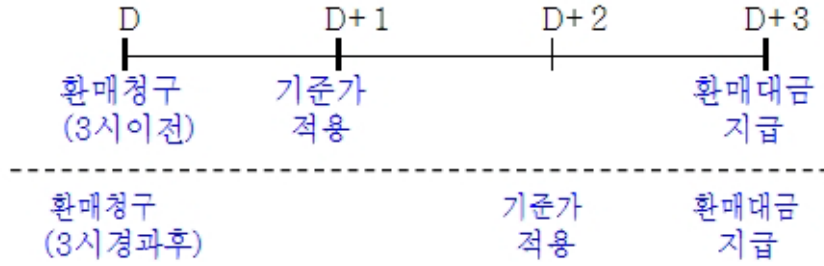 D D+1 D+2 D+3
환매청구 기준가 환매대금
(3시이전) 적용 지급
환매청구 기준가 환매대금
(3시경과후) 적용 지급